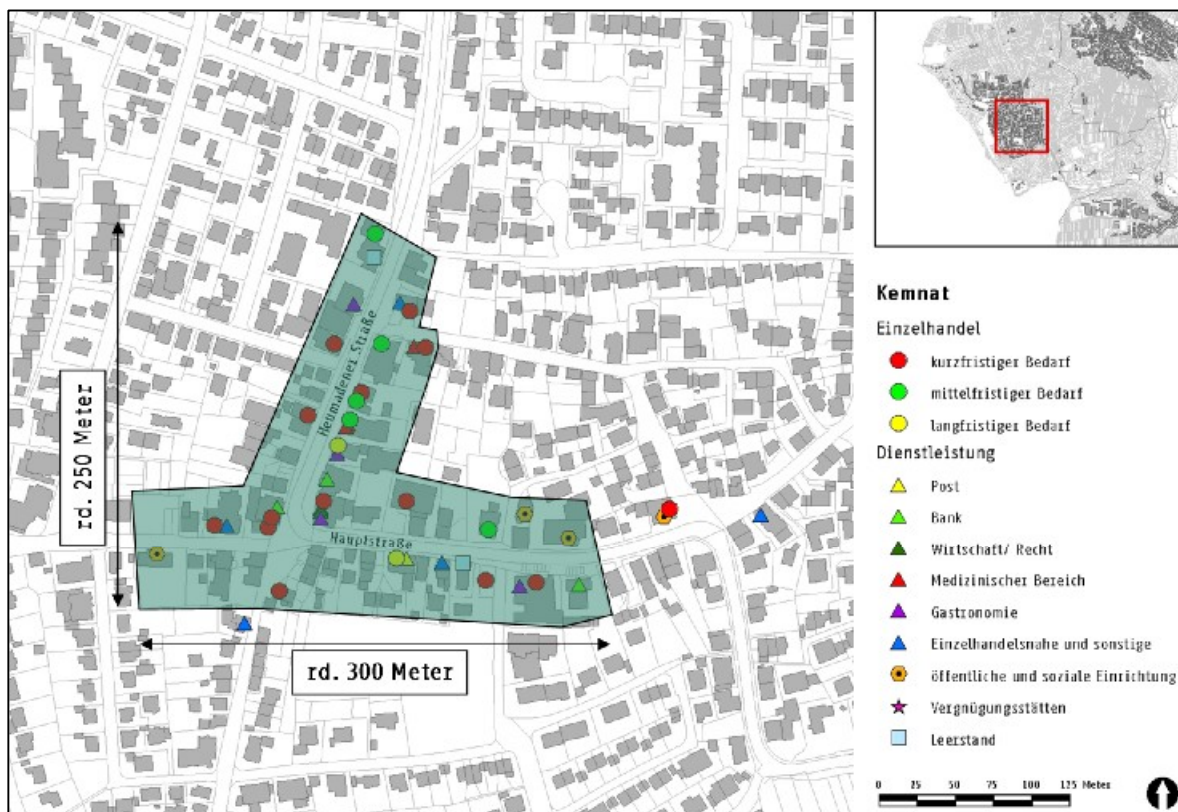 Heumadener Straße
Hauptstraße
rd. 250 Meter
rd. 300 Meter
Kemnat
Einzelhandel
kurzfristiger Bedarf
mittelfristiger Bedarf
langfristiger Bedarf
Dienstleistung
Post
Bank
Wirtschaft/ Recht
Medizinischer Bereich
Gastronomie
Einzelhandelsnahe und sonstige
öffentliche und soziale Einrichtung
Vergnügungsstätten
Leerstand
0 25 50 75 100 125 Meter